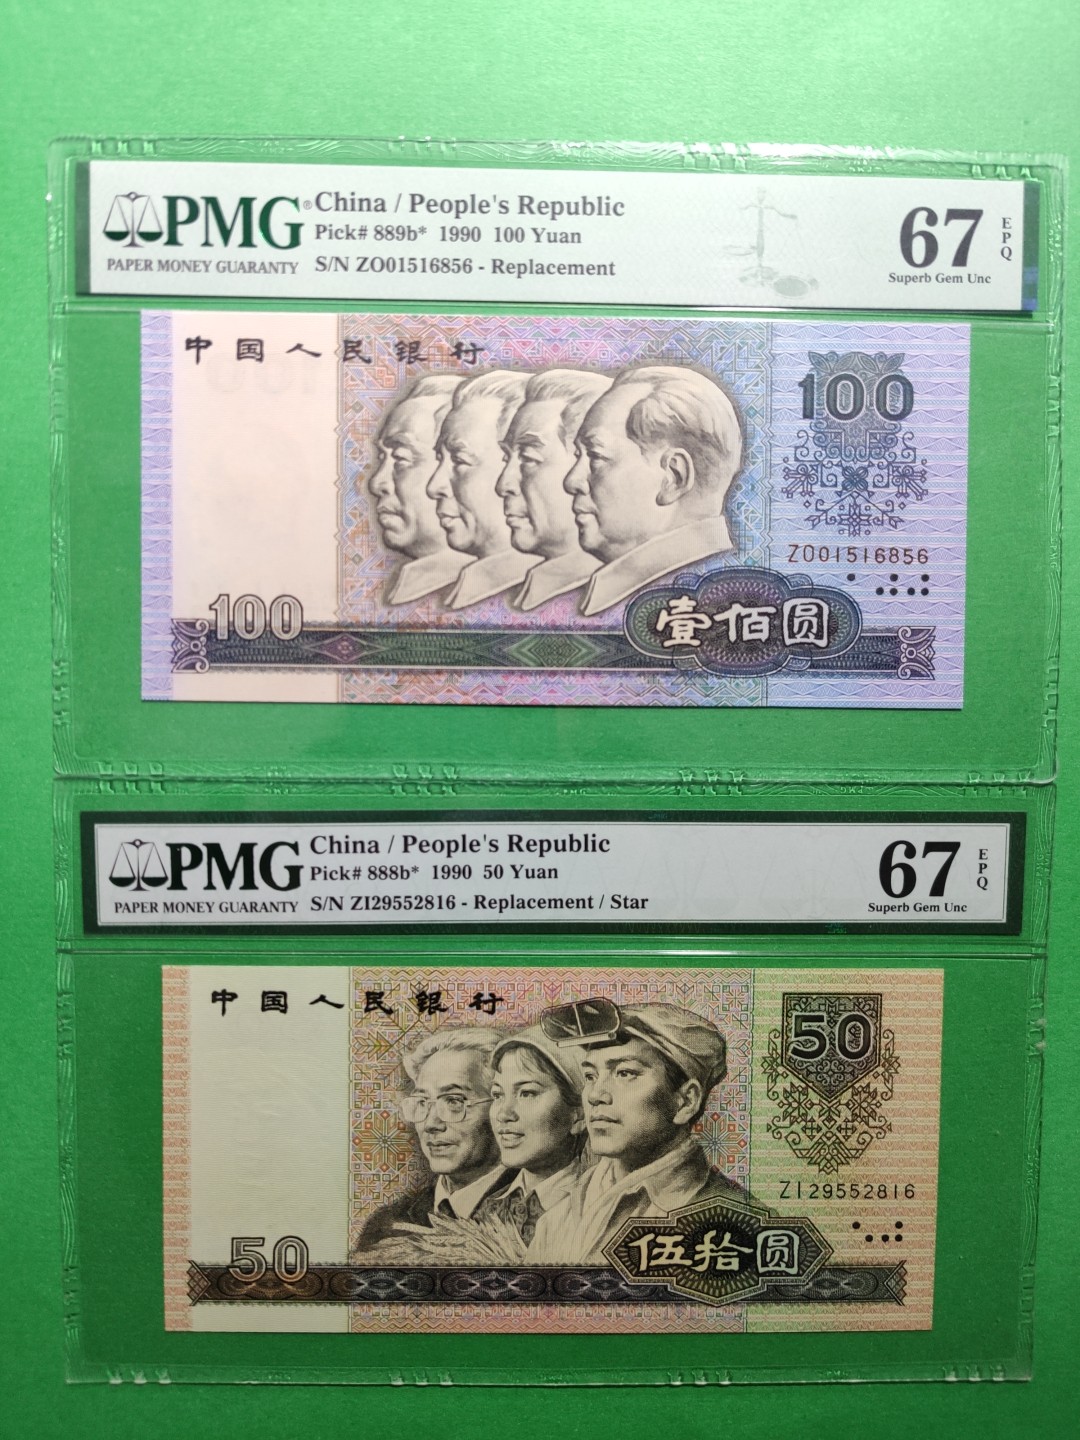 PMG®
PAPER MONEY GUARANTY
China / People's Republic
Pick# 889b* 1990 100 Yuan
S/N ZO01516856 - Replacement
67
EPQ
Superb Gem Unc
中国人民银行
100
ZO01516856
100
壹佰圆
PMG
PAPER MONEY GUARANTY
China / People's Republic
Pick# 888b* 1990 50 Yuan
S/N ZI29552816 - Replacement / Star
67
EPQ
Superb Gem Unc
中国人民银行
50
ZI29552816
50
伍拾圆